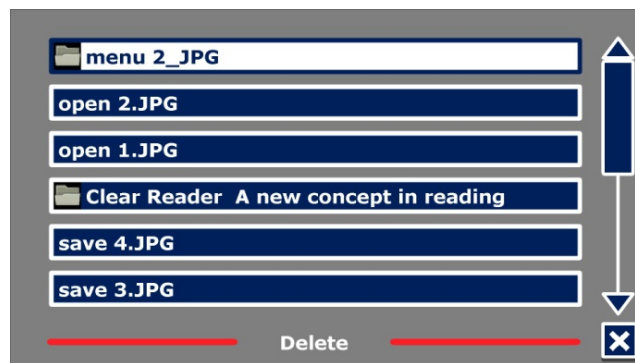 menu 2_JPG
open 2.JPG
open 1.JPG
Clear Reader A new concept in reading
save 4.JPG
save 3.JPG
Delete